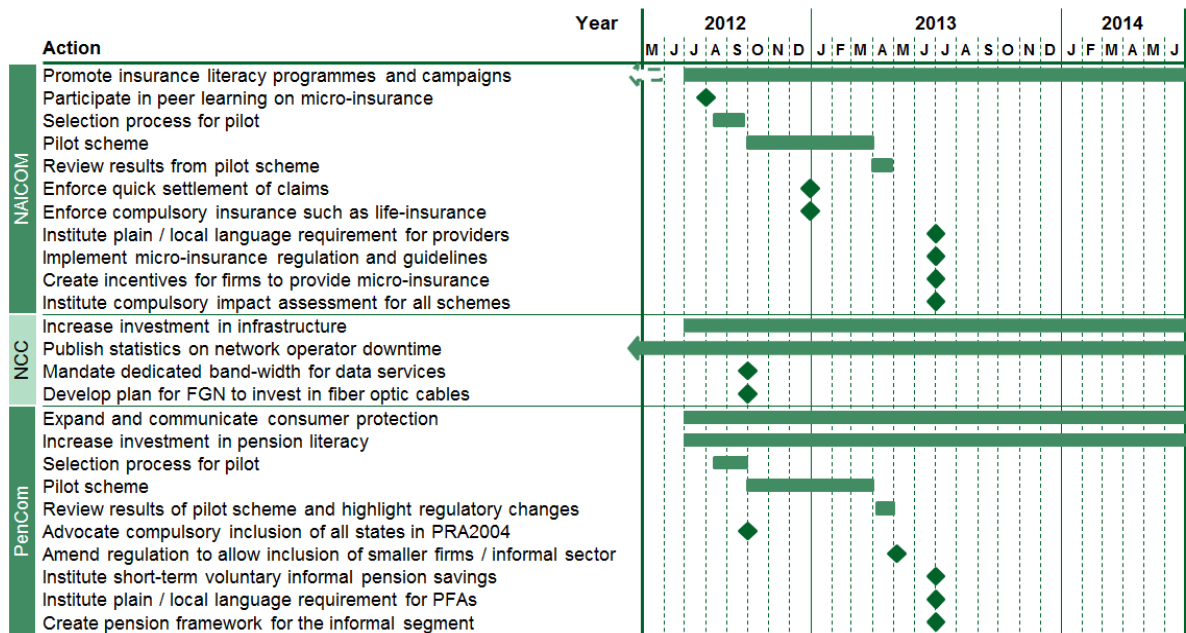 Year 2012 2013 2014
Action M J J A S O N D J F M A M J J A S O N D J F M A M J
NAICOM
Promote insurance literacy programmes and campaigns
Participate in peer learning on micro-insurance
Selection process for pilot
Pilot scheme
Review results from pilot scheme
Enforce quick settlement of claims
Enforce compulsory insurance such as life-insurance
Institute plain / local language requirement for providers
Implement micro-insurance regulation and guidelines
Create incentives for firms to provide micro-insurance
Institute compulsory impact assessment for all schemes
NCC
Increase investment in infrastructure
Publish statistics on network operator downtime
Mandate dedicated band-width for data services
Develop plan for FGN to invest in fiber optic cables
PenCom
Expand and communicate consumer protection
Increase investment in pension literacy
Selection process for pilot
Pilot scheme
Review results of pilot scheme and highlight regulatory changes
Advocate compulsory inclusion of all states in PRA2004
Amend regulation to allow inclusion of smaller firms / informal sector
Institute short-term voluntary informal pension savings
Institute plain / local language requirement for PFAs
Create pension framework for the informal segment